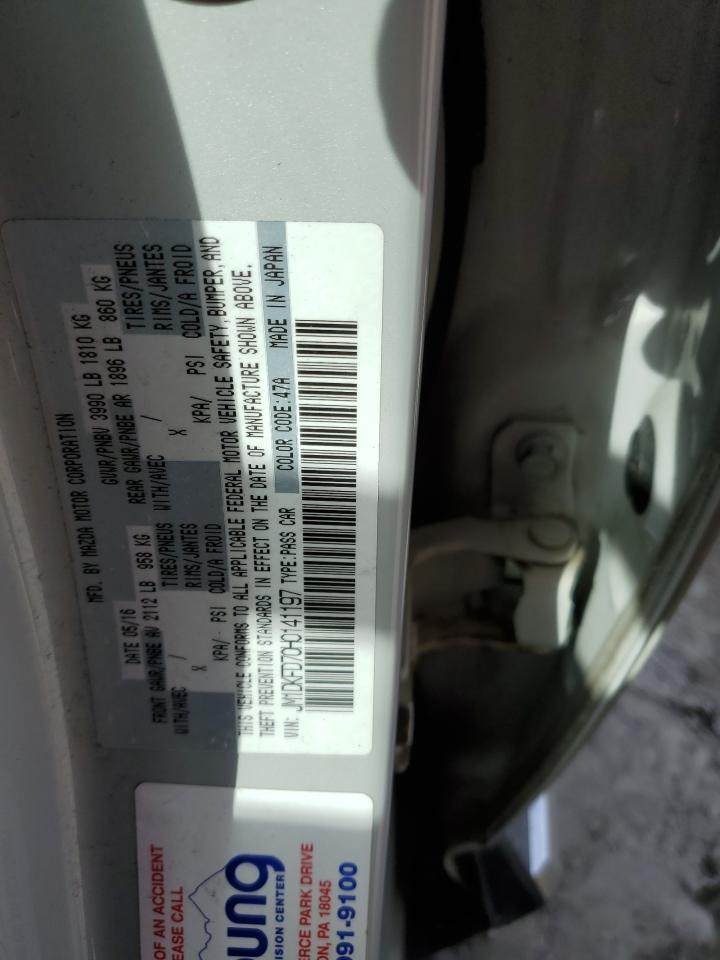 MFD. BY MAZDA MOTOR CORPORATION
DATE 05/16 GVWR/PNBV 3990 LB 1810 KG
FRONT GAWR/PNBE AV 2112 LB 958 KG REAR GAWR/PNBE AR 1896 LB 860 KG
WITH/AVEC / TIRES/PNEUS WITH/AVEC / TIRES/PNEUS
X RIMS/JANTES X RIMS/JANTES
KPA/ PSI COLD/A FROID KPA/ PSI COLD/A FROID
THIS VEHICLE CONFORMS TO ALL APPLICABLE FEDERAL MOTOR VEHICLE SAFETY, BUMPER, AND
THEFT PREVENTION STANDARDS IN EFFECT ON THE DATE OF MANUFACTURE SHOWN ABOVE.
VIN: JM1DKFD70H0141197 TYPE:PASS CAR COLOR CODE:47A MADE IN JAPAN
OF AN ACCIDENT
EASE CALL
oung
ISION CENTER
ERCE PARK DRIVE
ON, PA 18045
091-9100